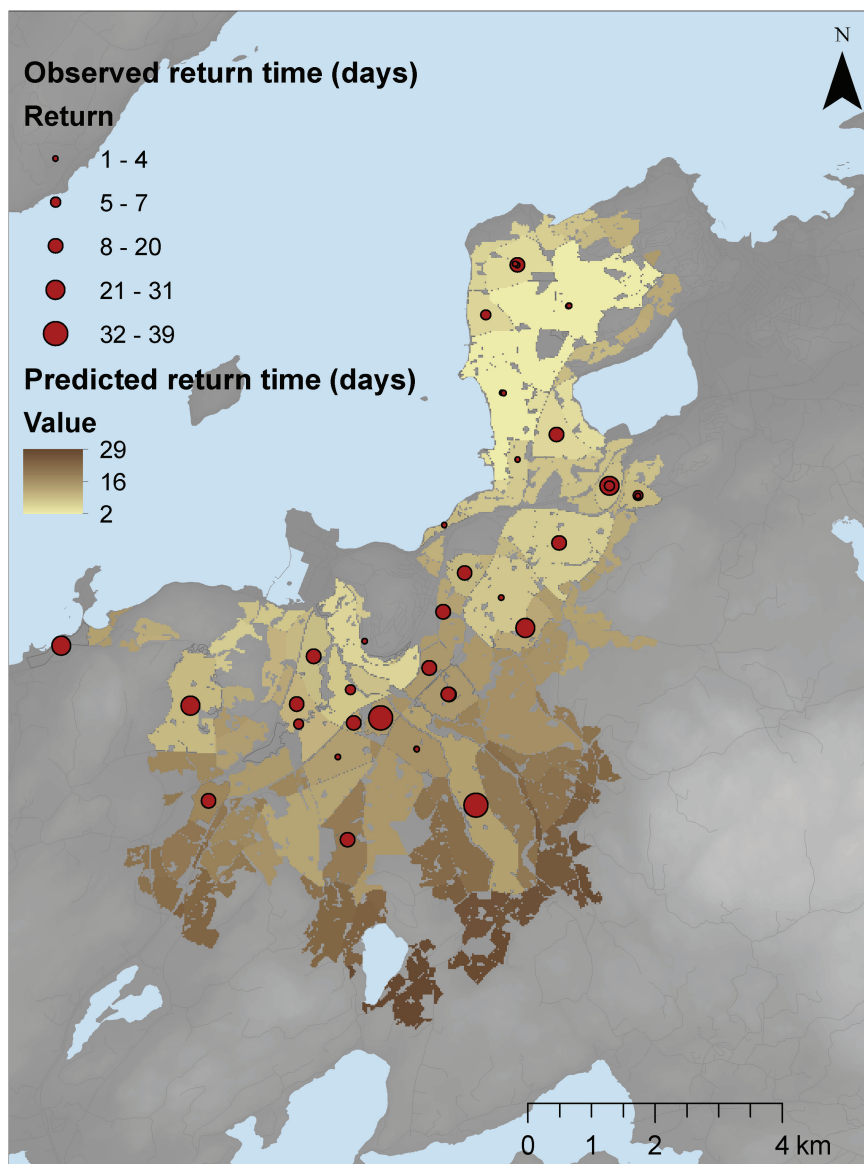 N
Observed return time (days)
Return
1 - 4
5 - 7
8 - 20
21 - 31
32 - 39
Predicted return time (days)
Value
29
16
2
0 1 2 4 km